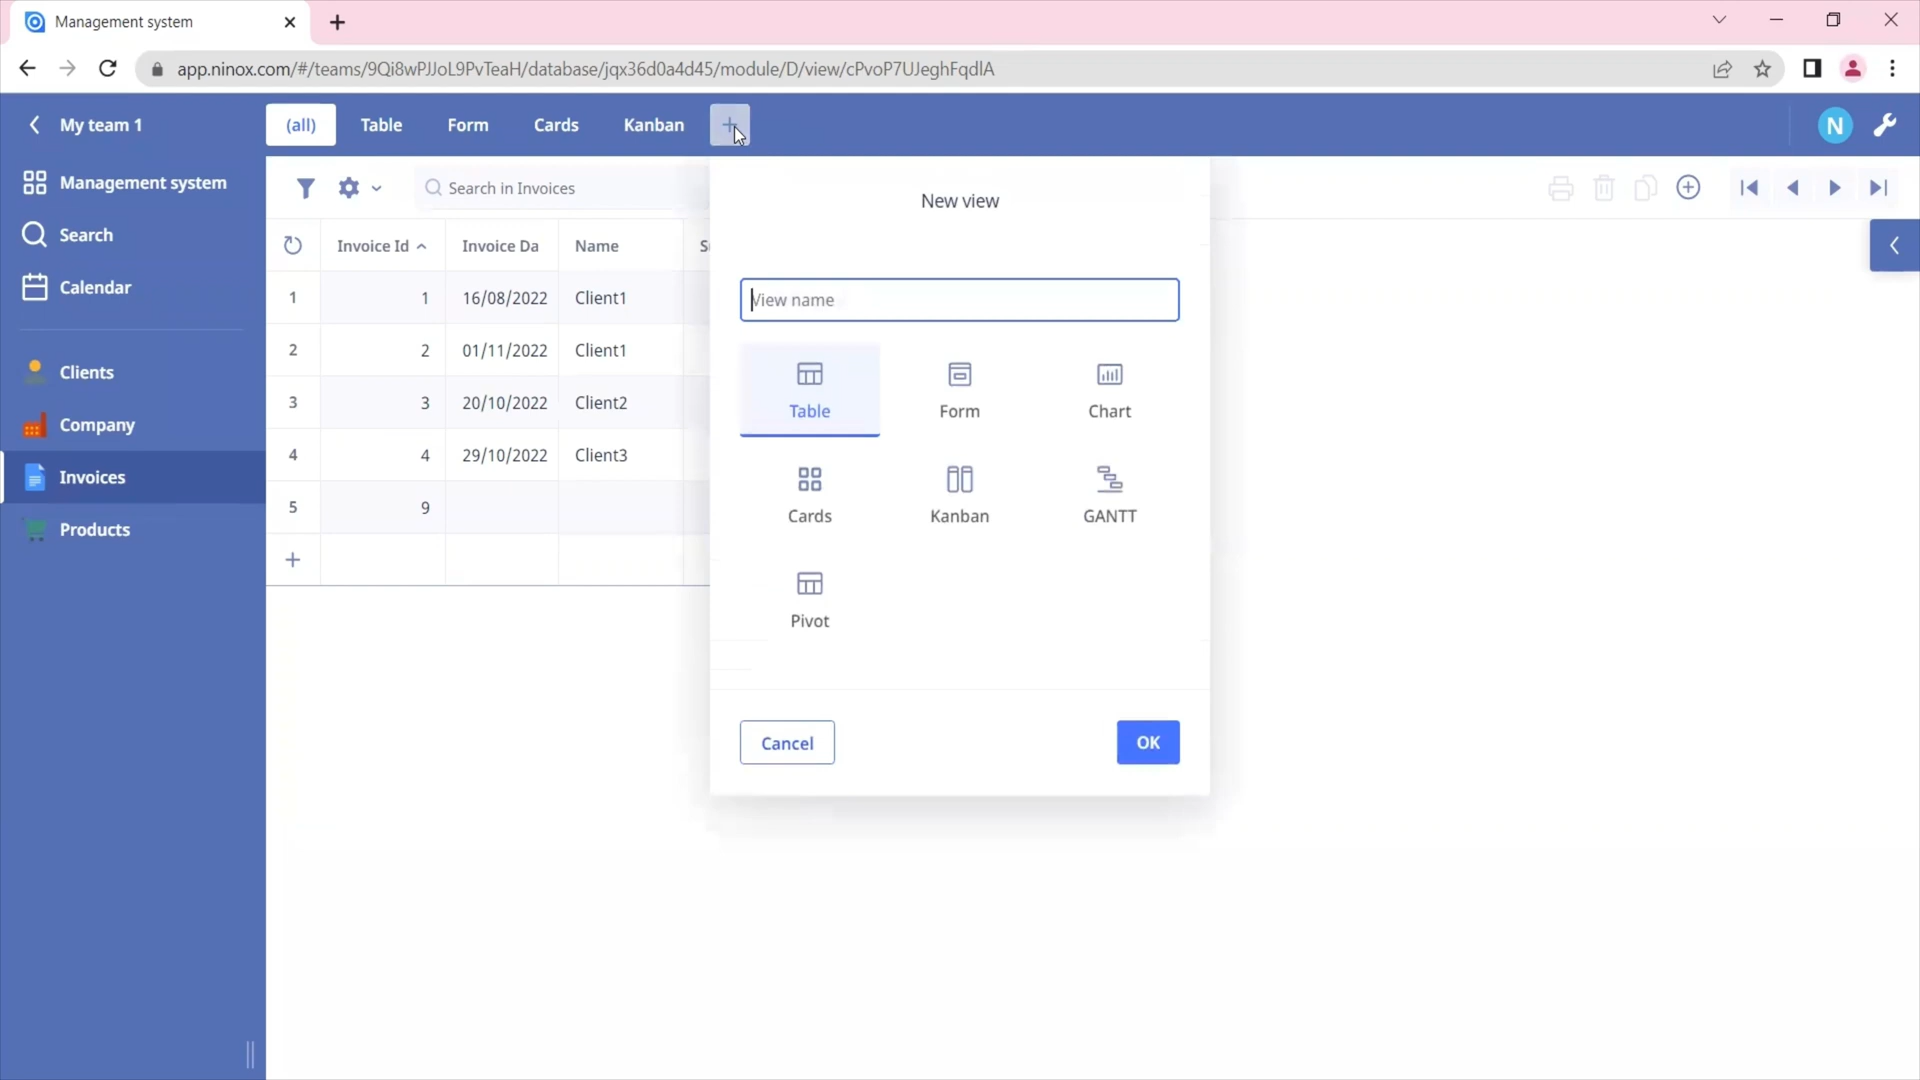 Management system
app.ninox.com/#/teams/9Qi8wPJJoL9PvTeaH/database/jqx36d0a4d45/module/D/view/cPvoP7UJeghFqdlA
My team 1
(all)
Table
Form
Cards
Kanban
N
Management system
Search
Calendar
Clients
Company
Invoices
Products
Search in Invoices
Invoice Id
Invoice Da
Name
1 1 16/08/2022 Client1
2 2 01/11/2022 Client1
3 3 20/10/2022 Client2
4 4 29/10/2022 Client3
5 9
New view
View name
Table
Form
Chart
Cards
Kanban
GANTT
Pivot
Cancel
OK